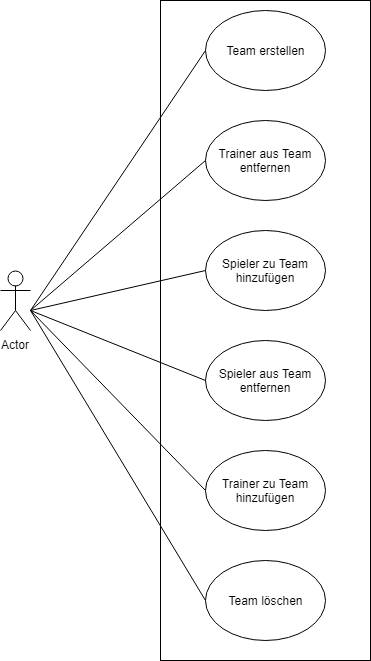 Team erstellen
Trainer aus Team
entfernen
Spieler zu Team
hinzufügen
Actor
Spieler aus Team
entfernen
Trainer zu Team
hinzufügen
Team löschen